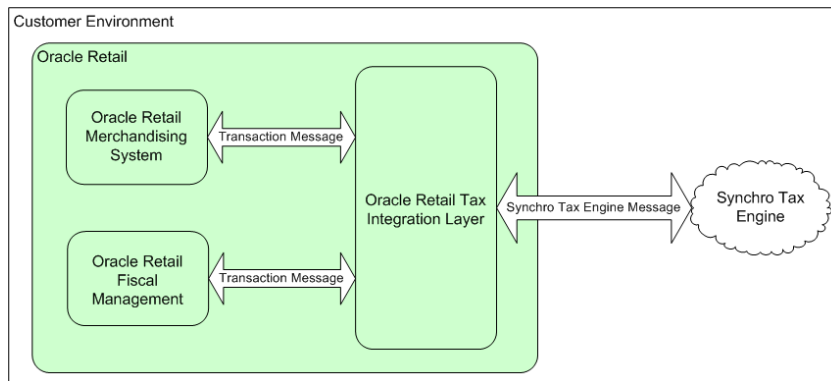 Customer Environment
Oracle Retail
Oracle Retail
Merchandising
System
Transaction Message
Oracle Retail Tax
Integration Layer
Synchro Tax Engine Message
Synchro Tax
Engine
Oracle Retail
Fiscal
Management
Transaction Message